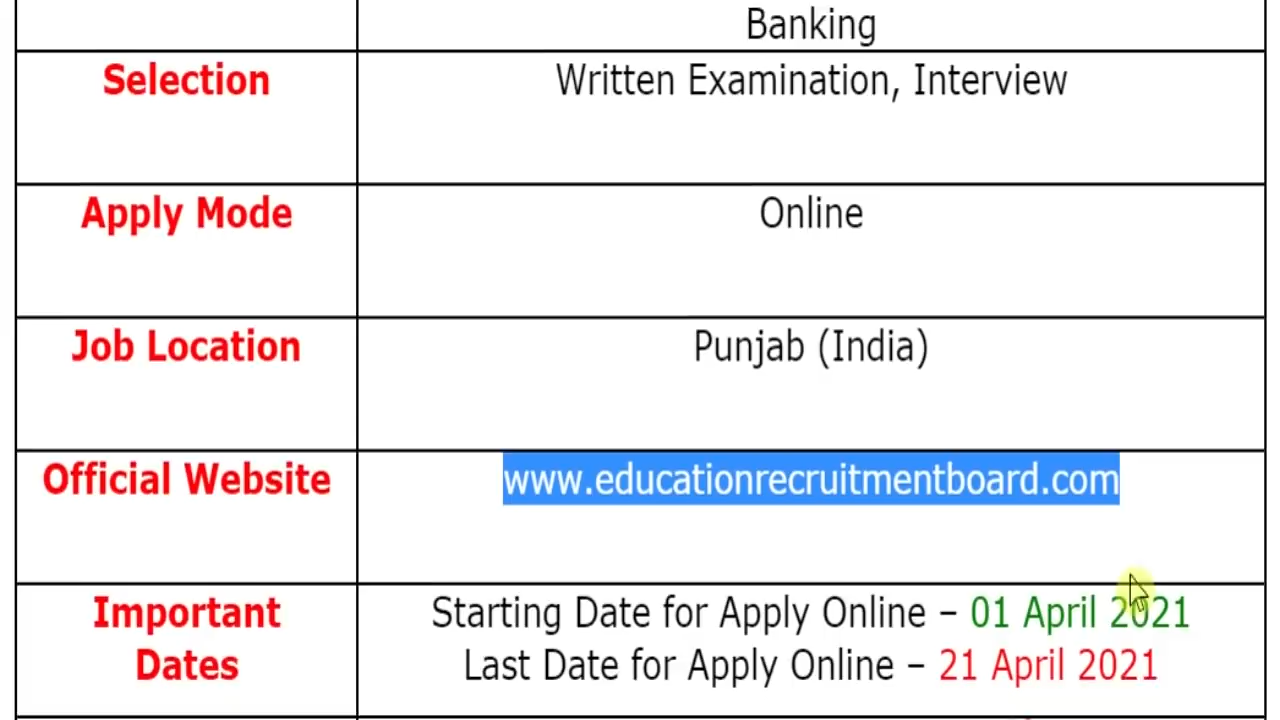 Banking
Selection
Written Examination, Interview
Apply Mode
Online
Job Location
Punjab (India)
Official Website
www.educationrecruitmentboard.com
Important
Dates
Starting Date for Apply Online – 01 April 2021
Last Date for Apply Online – 21 April 2021